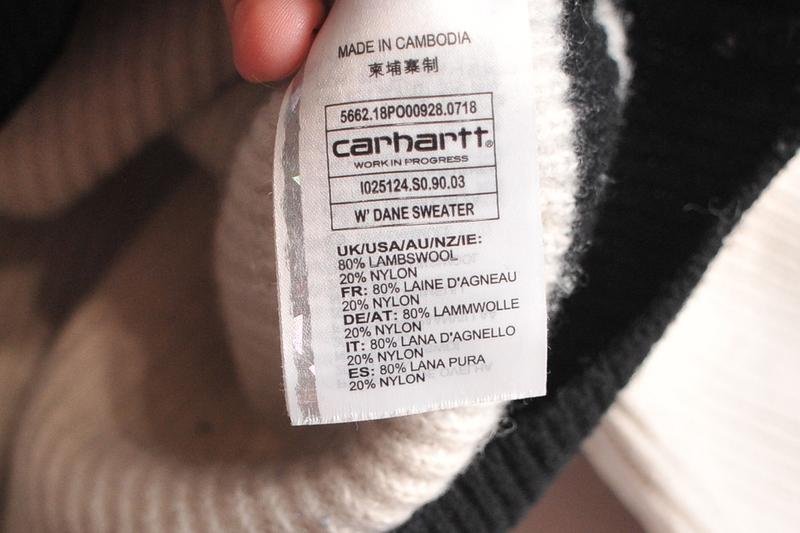 MADE IN CAMBODIA
柬埔寨制
5662.18PO00928.0718
carhartt®
WORK IN PROGRESS
I025124.S0.90.03
W' DANE SWEATER
UK/USA/AU/NZ/IE:
80% LAMBSWOOL
20% NYLON
FR: 80% LAINE D'AGNEAU
20% NYLON
DE/AT: 80% LAMMWOLLE
20% NYLON
IT: 80% LANA D'AGNELLO
20% NYLON
ES: 80% LANA PURA
20% NYLON